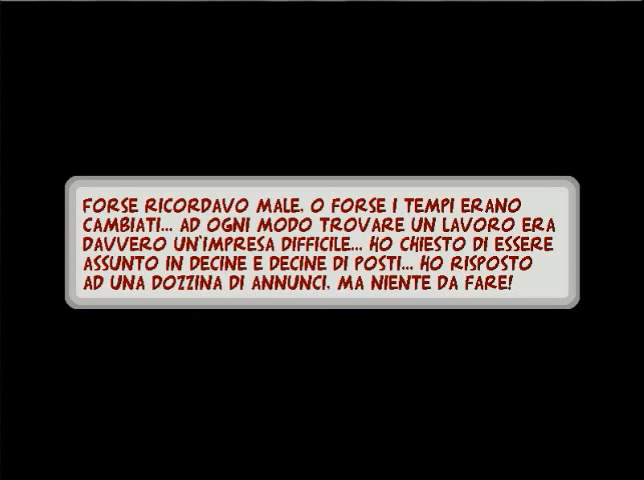 FORSE RICORDAVO MALE, O FORSE I TEMPI ERANO
CAMBIATI... AD OGNI MODO TROVARE UN LAVORO ERA
DAVVERO UN'IMPRESA DIFFICILE... HO CHIESTO DI ESSERE
ASSUNTO IN DECINE E DECINE DI POSTI... HO RISPOSTO
AD UNA DOZZINA DI ANNUNCI, MA NIENTE DA FARE!